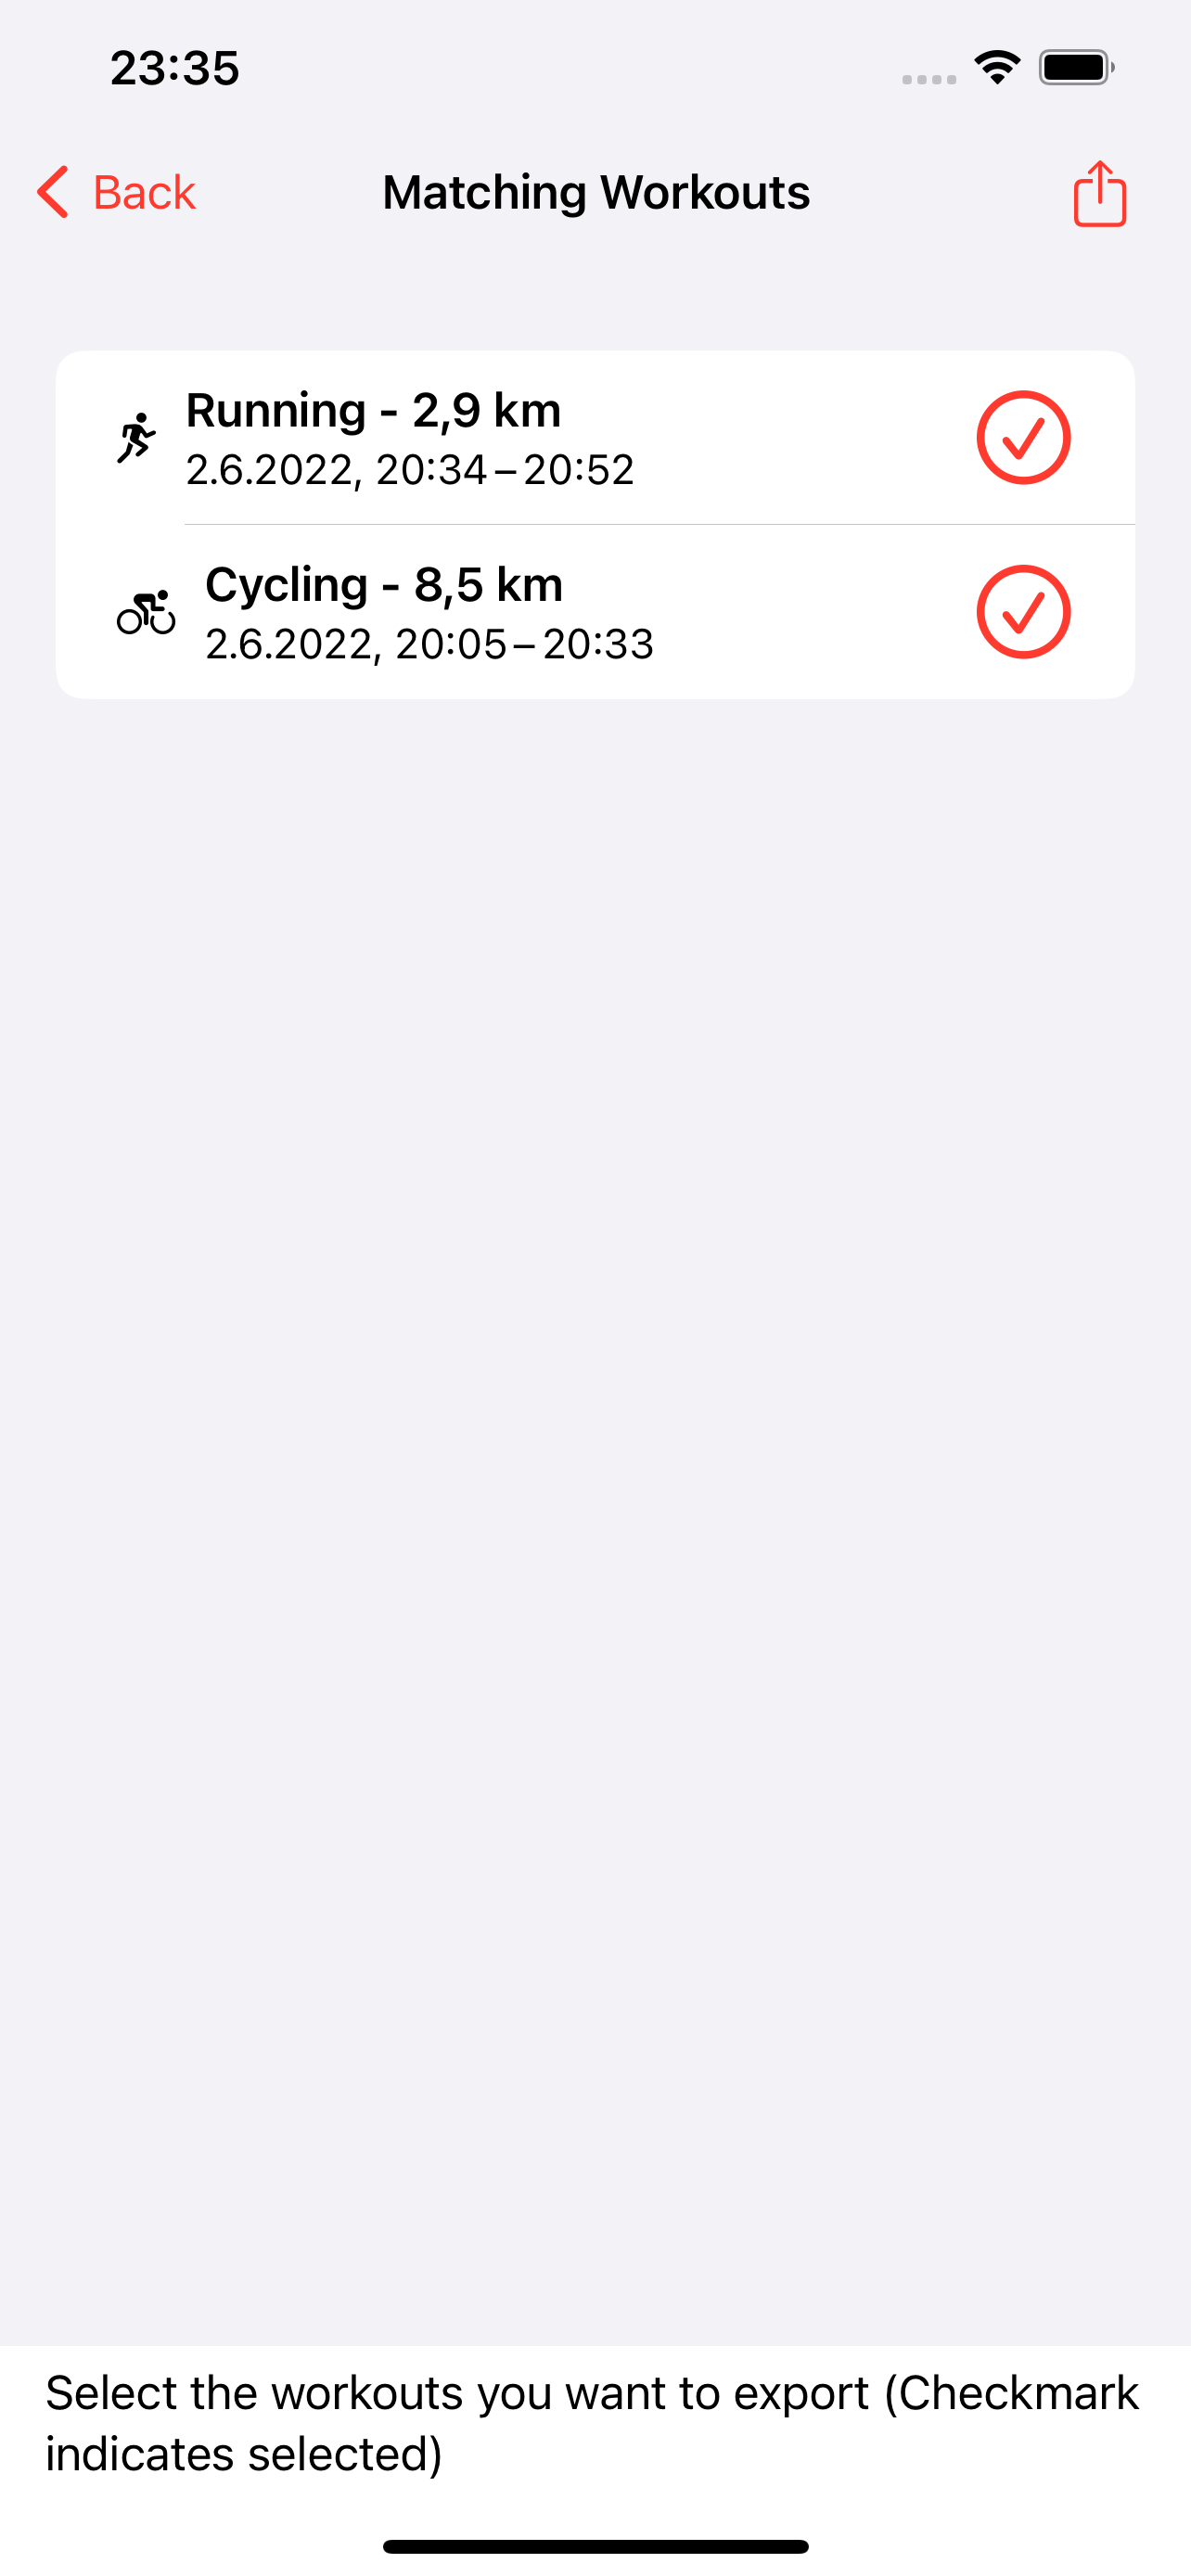 23:35
Back
Matching Workouts
Running - 2,9 km
2.6.2022, 20:34 – 20:52
Cycling - 8,5 km
2.6.2022, 20:05 – 20:33
Select the workouts you want to export (Checkmark
indicates selected)